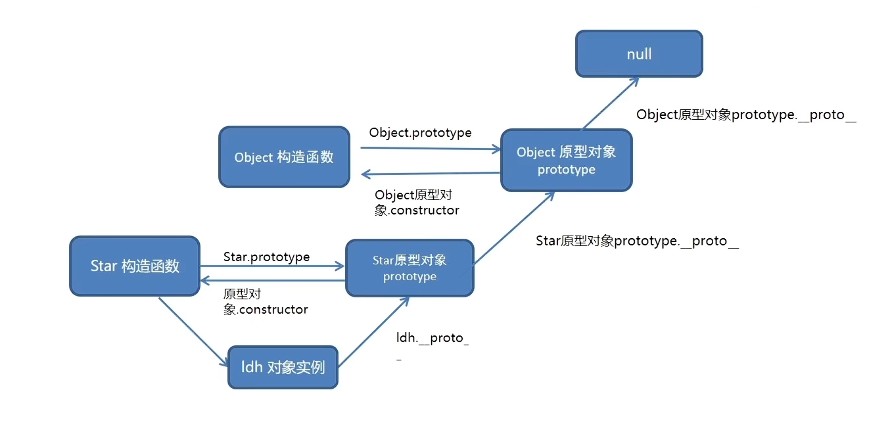 null
Object原型对象prototype.__proto__
Object.prototype
Object 构造函数
Object 原型对象
prototype
Object原型对
象.constructor
Star原型对象prototype.__proto__
Star 构造函数
Star.prototype
Star原型对象
prototype
原型对
象.constructor
ldh.__proto_
_
ldh 对象实例